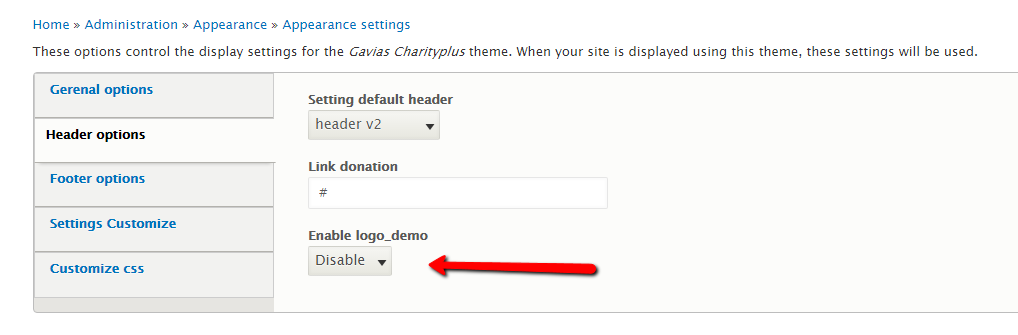 Home » Administration » Appearance » Appearance settings
These options control the display settings for the Gavias Charityplus theme. When your site is displayed using this theme, these settings will be used.
Gerenal options
Header options
Footer options
Settings Customize
Customize css
Setting default header
header v2
Link donation
#
Enable logo_demo
Disable